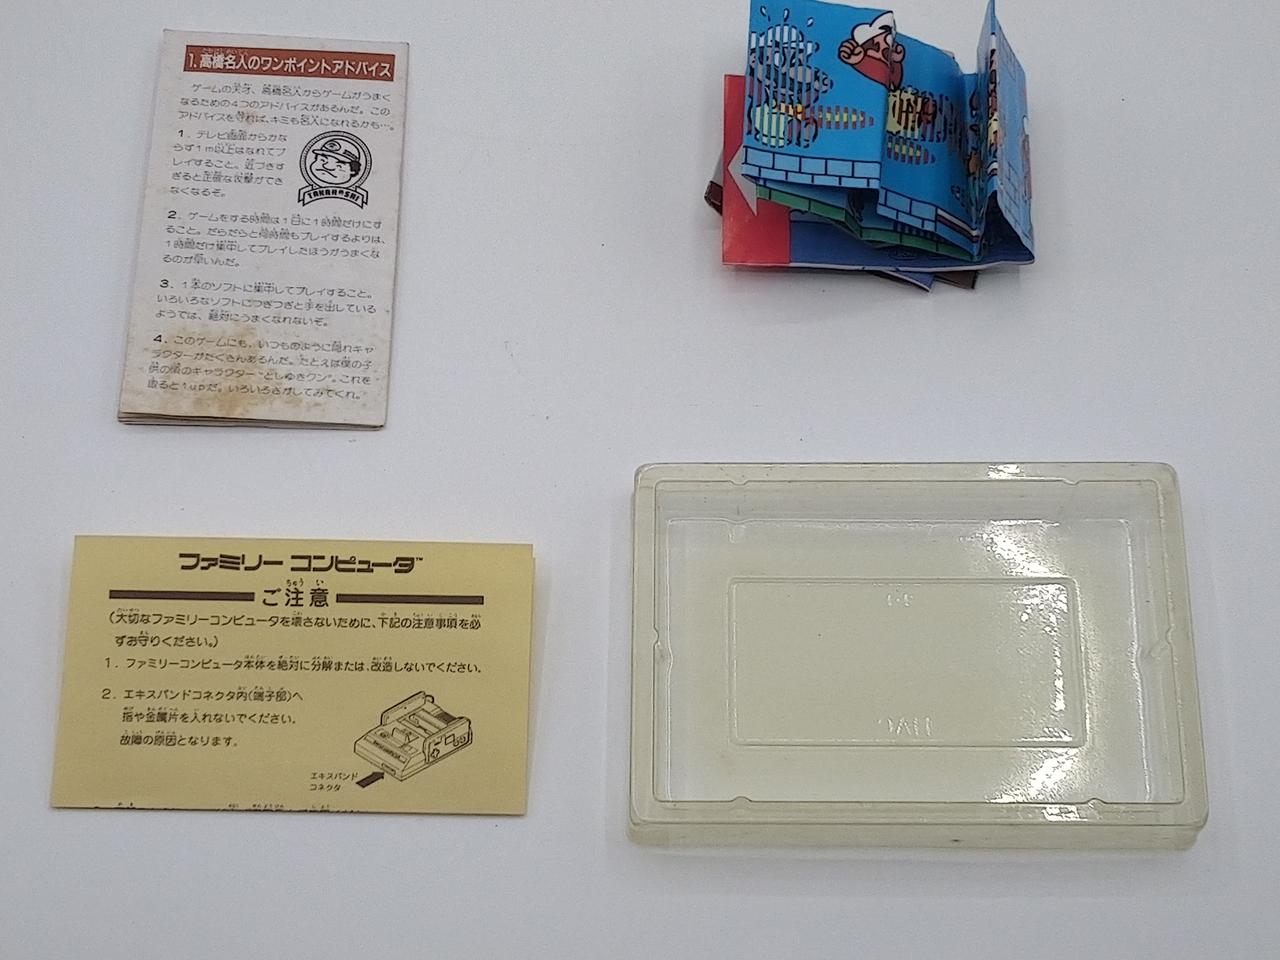 1.高橋名人のワンポイントアドバイス
ゲームの天才、高橋名人からゲームがうまく
なるための4つのアドバイスがあるんだ。この
アドバイスを守れば、キミも名人になれるかも…。
1．テレビ画面からかな
らず1m以上はなれてプ
レイすること。近づきす
ぎると正確な攻撃ができ
なくなるぞ。
TAKAHASHI
2．ゲームをする時間は1日に1時間だけにす
ること。だらだらと何時間もプレイするよりは、
1時間だけ集中してプレイしたほうがうまくな
るのが早いんだ。
3．1本のソフトに集中してプレイすること。
いろいろなソフトにつぎつぎと手を出している
ようでは、絶対にうまくなれないぞ。
4．このゲームにも、いつものように隠れキャ
ラクターがたくさんあるんだ。たとえば僕の子
供の頃のキャラクター“としゆきクン”。これを
取ると1upだ。いろいろさがしてみてくれ。
ファミリーコンピュータ™
ご注意
(大切なファミリーコンピュータを壊さないために、下記の注意事項を必
ずお守りください。)
1．ファミリーコンピュータ本体を絶対に分解または、改造しないでください。
2．エキスパンドコネクタ内(端子部)へ
指や金属片を入れないでください。
故障の原因となります。
エキスパンド
コネクタ